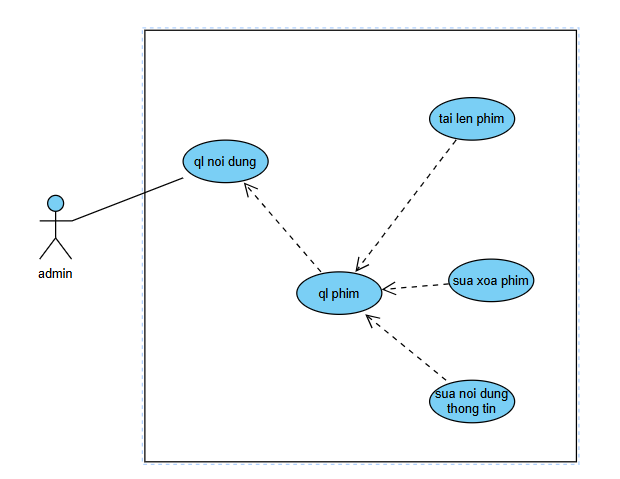 tai len phim
ql noi dung
admin
sua xoa phim
ql phim
sua noi dung
thong tin